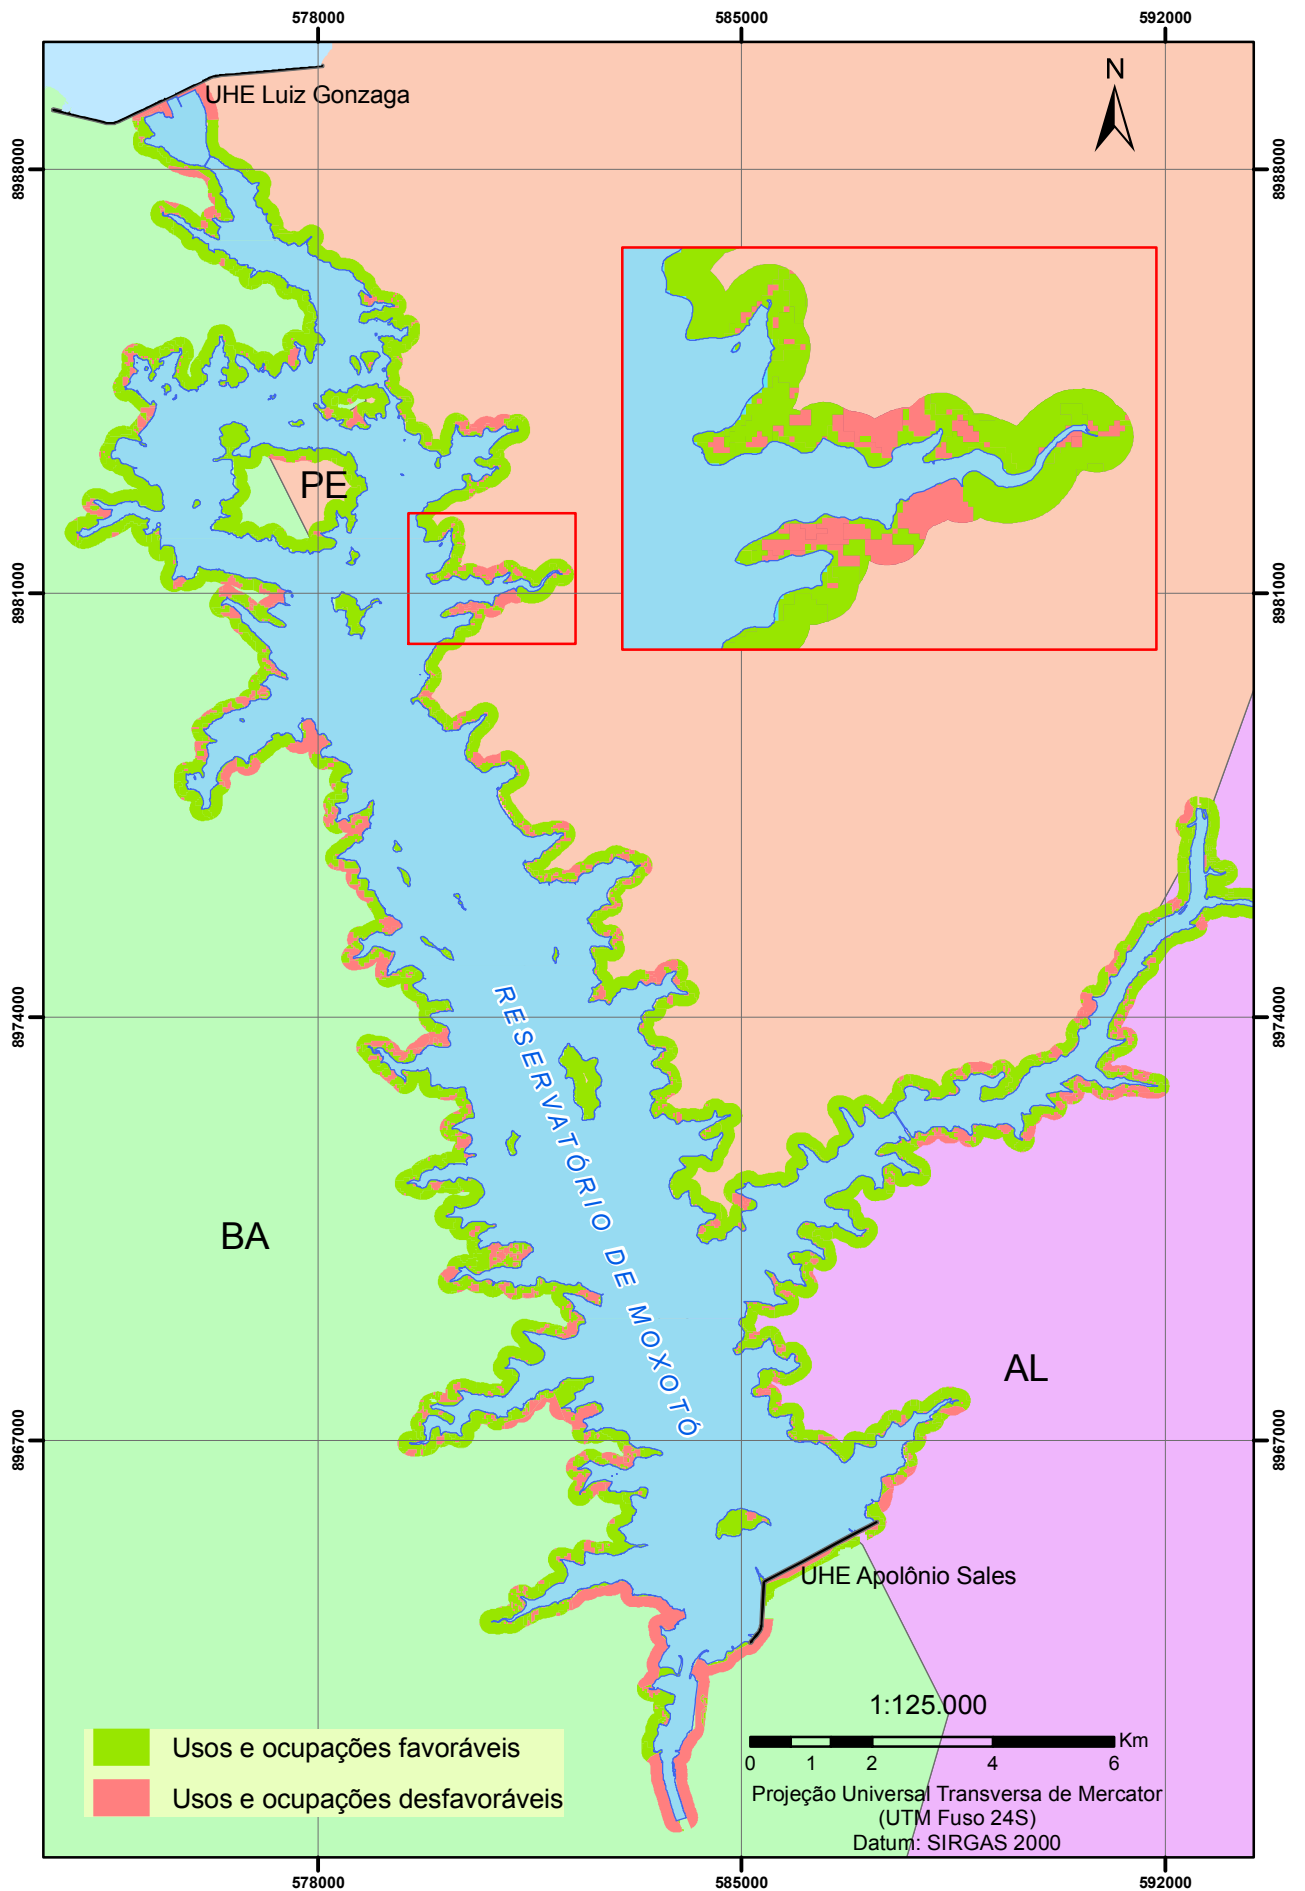 578000
585000
592000
UHE Luiz Gonzaga
N
8988000
8988000
PE
8981000
8981000
8974000
8974000
RESERVATÓRIO DE MOXOTÓ
BA
AL
8967000
8967000
UHE Apolônio Sales
1:125.000
Km
0 1 2 4 6
Projeção Universal Transversa de Mercator
(UTM Fuso 24S)
Datum: SIRGAS 2000
Usos e ocupações favoráveis
Usos e ocupações desfavoráveis
578000
585000
592000